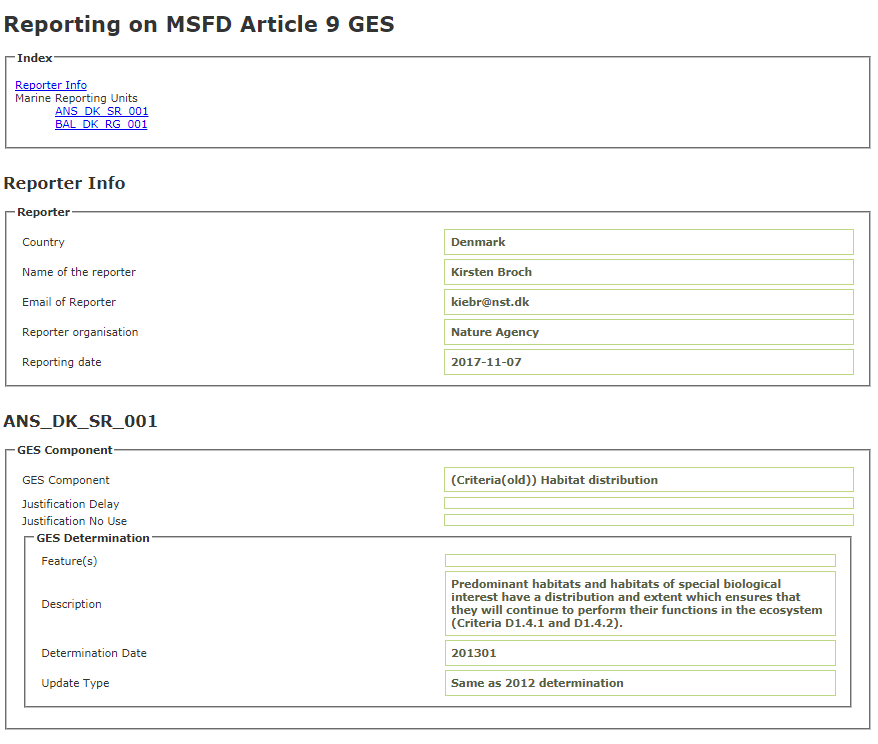 Reporting on MSFD Article 9 GES
Index
Reporter Info
Marine Reporting Units
ANS_DK_SR_001
BAL_DK_RG_001
Reporter Info
Reporter
Country Denmark
Name of the reporter Kirsten Broch
Email of Reporter kiebr@nst.dk
Reporter organisation Nature Agency
Reporting date 2017-11-07
ANS_DK_SR_001
GES Component
GES Component (Criteria(old)) Habitat distribution
Justification Delay
Justification No Use
GES Determination
Feature(s)
Description
Predominant habitats and habitats of special biological
interest have a distribution and extent which ensures that
they will continue to perform their functions in the ecosystem
(Criteria D1.4.1 and D1.4.2).
Determination Date 201301
Update Type Same as 2012 determination